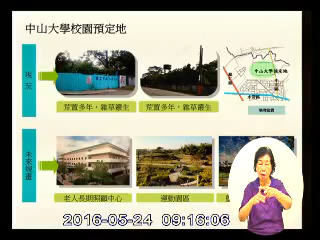 中山大學校園預定地
現況
荒置多年，雜草叢生
荒置多年，雜草叢生
中山大學預定地
未來規畫
老人長期照顧中心
運動園區
2016-05-24 09:16:06